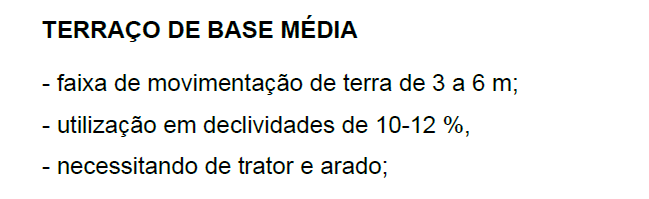 TERRAÇO DE BASE MÉDIA
- faixa de movimentação de terra de 3 a 6 m;
- utilização em declividades de 10-12 %,
- necessitando de trator e arado;